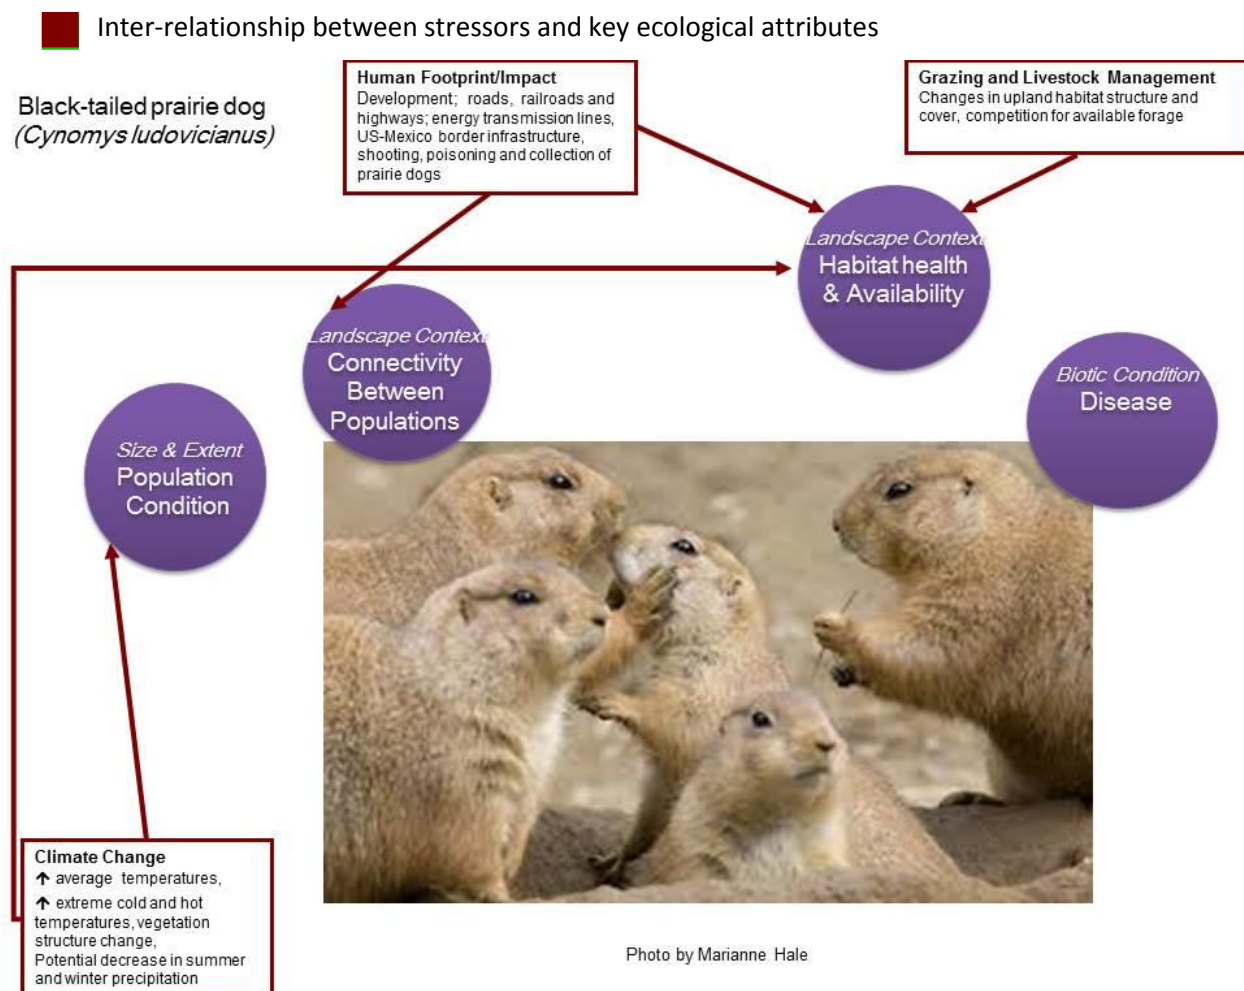 Inter-relationship between stressors and key ecological attributes
Black-tailed prairie dog
(Cynomys ludovicianus)
Human Footprint/Impact
Development; roads, railroads and
highways; energy transmission lines,
US-Mexico border infrastructure,
shooting, poisoning and collection of
prairie dogs
Grazing and Livestock Management
Changes in upland habitat structure and
cover, competition for available forage
Landscape Context
Habitat health
& Availability
Landscape Context
Connectivity
Between
Populations
Biotic Condition
Disease
Size & Extent
Population
Condition
Climate Change
↑ average temperatures,
↑ extreme cold and hot
temperatures, vegetation
structure change,
Potential decrease in summer
and winter precipitation
Photo by Marianne Hale